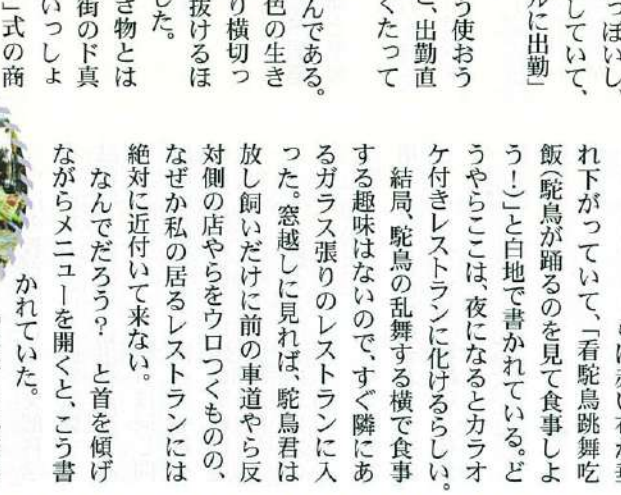 っぽいし、
していて、
ルに出勤」
う使おう
、出勤直
くたって
んである。
色の生き
り横切っ
抜けるほ
した。
き物とは
街のド真
いっしょ
」式の商
れ下がっていて、「看駝鳥跳舞吃
飯(駝鳥が踊るのを見て食事しよ
う！)」と白地で書かれている。ど
うやらここは、夜になるとカラオ
ケ付きレストランに化けるらしい。
結局、駝鳥の乱舞する横で食事
する趣味はないので、すぐ隣にあ
るガラス張りのレストランに入
った。窓越しに見れば、駝鳥君は
放し飼いだけに前の車道やら反
対側の店やらをウロつくものの、
なぜか私の居るレストランには
絶対に近付いて来ない。
なんでだろう？　と首を傾げ
ながらメニューを開くと、こう書
かれていた。